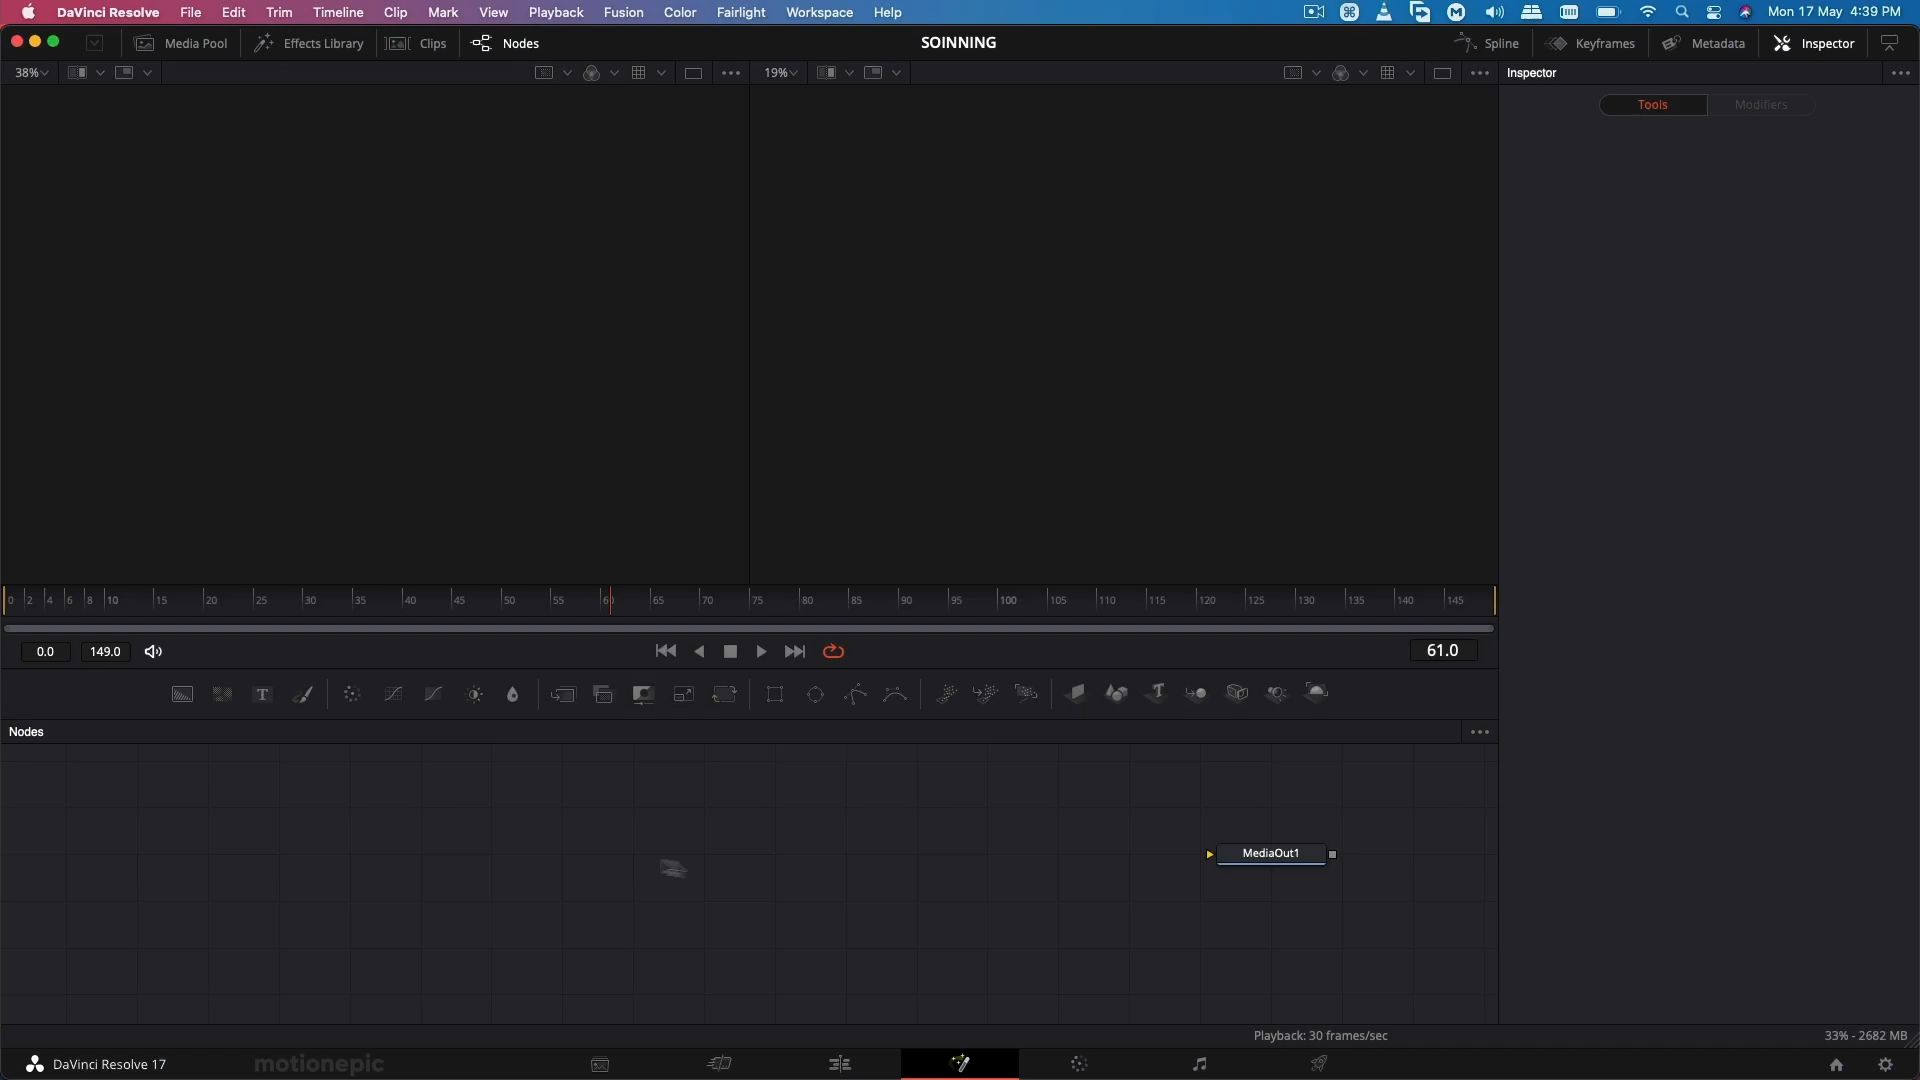 DaVinci Resolve File Edit Trim Timeline Clip Mark View Playback Fusion Color Fairlight Workspace Help Mon 17 May 4:39 PM
Media Pool Effects Library Clips Nodes SOINNING Spline Keyframes Metadata Inspector
38% 19% Inspector
Tools Modifiers
0 2 4 6 8 10 15 20 25 30 35 40 45 50 55 60 65 70 75 80 85 90 95 100 105 110 115 120 125 130 135 140 145
0.0 149.0 61.0
T T
Nodes
MediaOut1
Playback: 30 frames/sec 33% - 2682 MB
DaVinci Resolve 17 motionepic